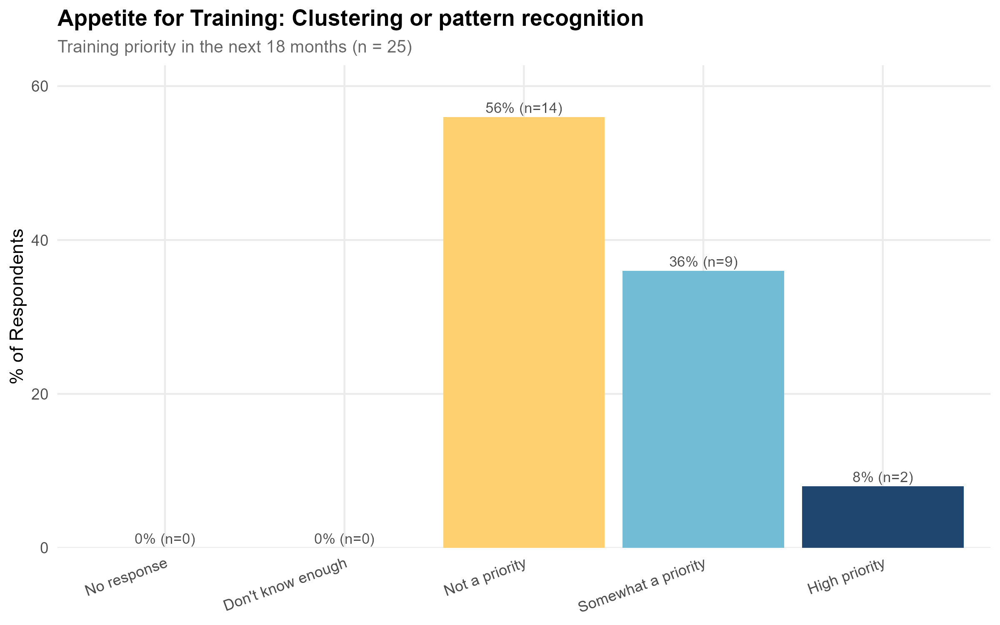 Appetite for Training: Clustering or pattern recognition
Training priority in the next 18 months (n = 25)
% of Respondents
60
40
20
0
0% (n=0)
0% (n=0)
56% (n=14)
36% (n=9)
8% (n=2)
No response
Don't know enough
Not a priority
Somewhat a priority
High priority